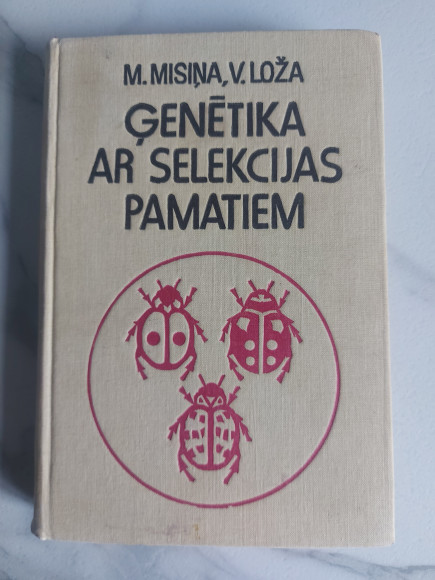 M. MISIŅA, V. LOŽA
ĢENĒTIKA
AR SELEKCIJAS
PAMATIEM